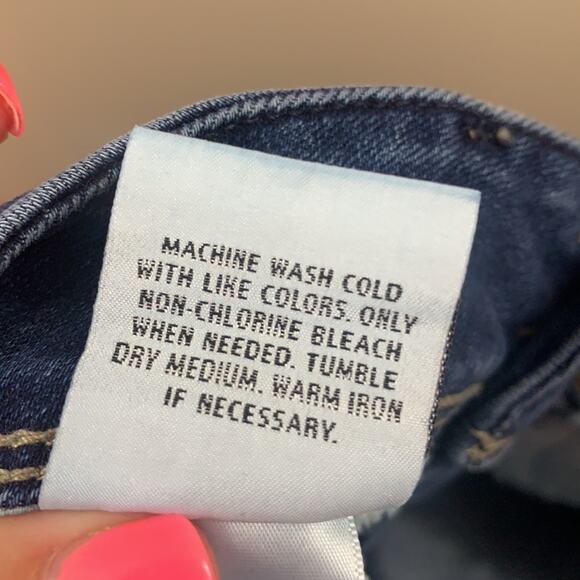 MACHINE WASH COLD
WITH LIKE COLORS. ONLY
NON-CHLORINE BLEACH
WHEN NEEDED. TUMBLE
DRY MEDIUM. WARM IRON
IF NECESSARY.